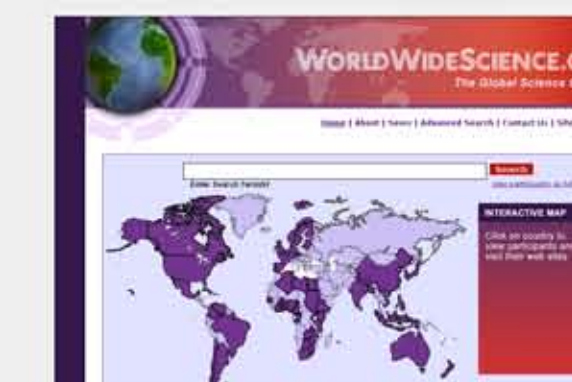 WORLDWIDESCIENCE.
The Global Science
Home | About | News | Advanced Search | Contact Us | Site
Search
Enter Search Term(s)
INTERACTIVE MAP
Click on country to
view participants and
visit their web sites